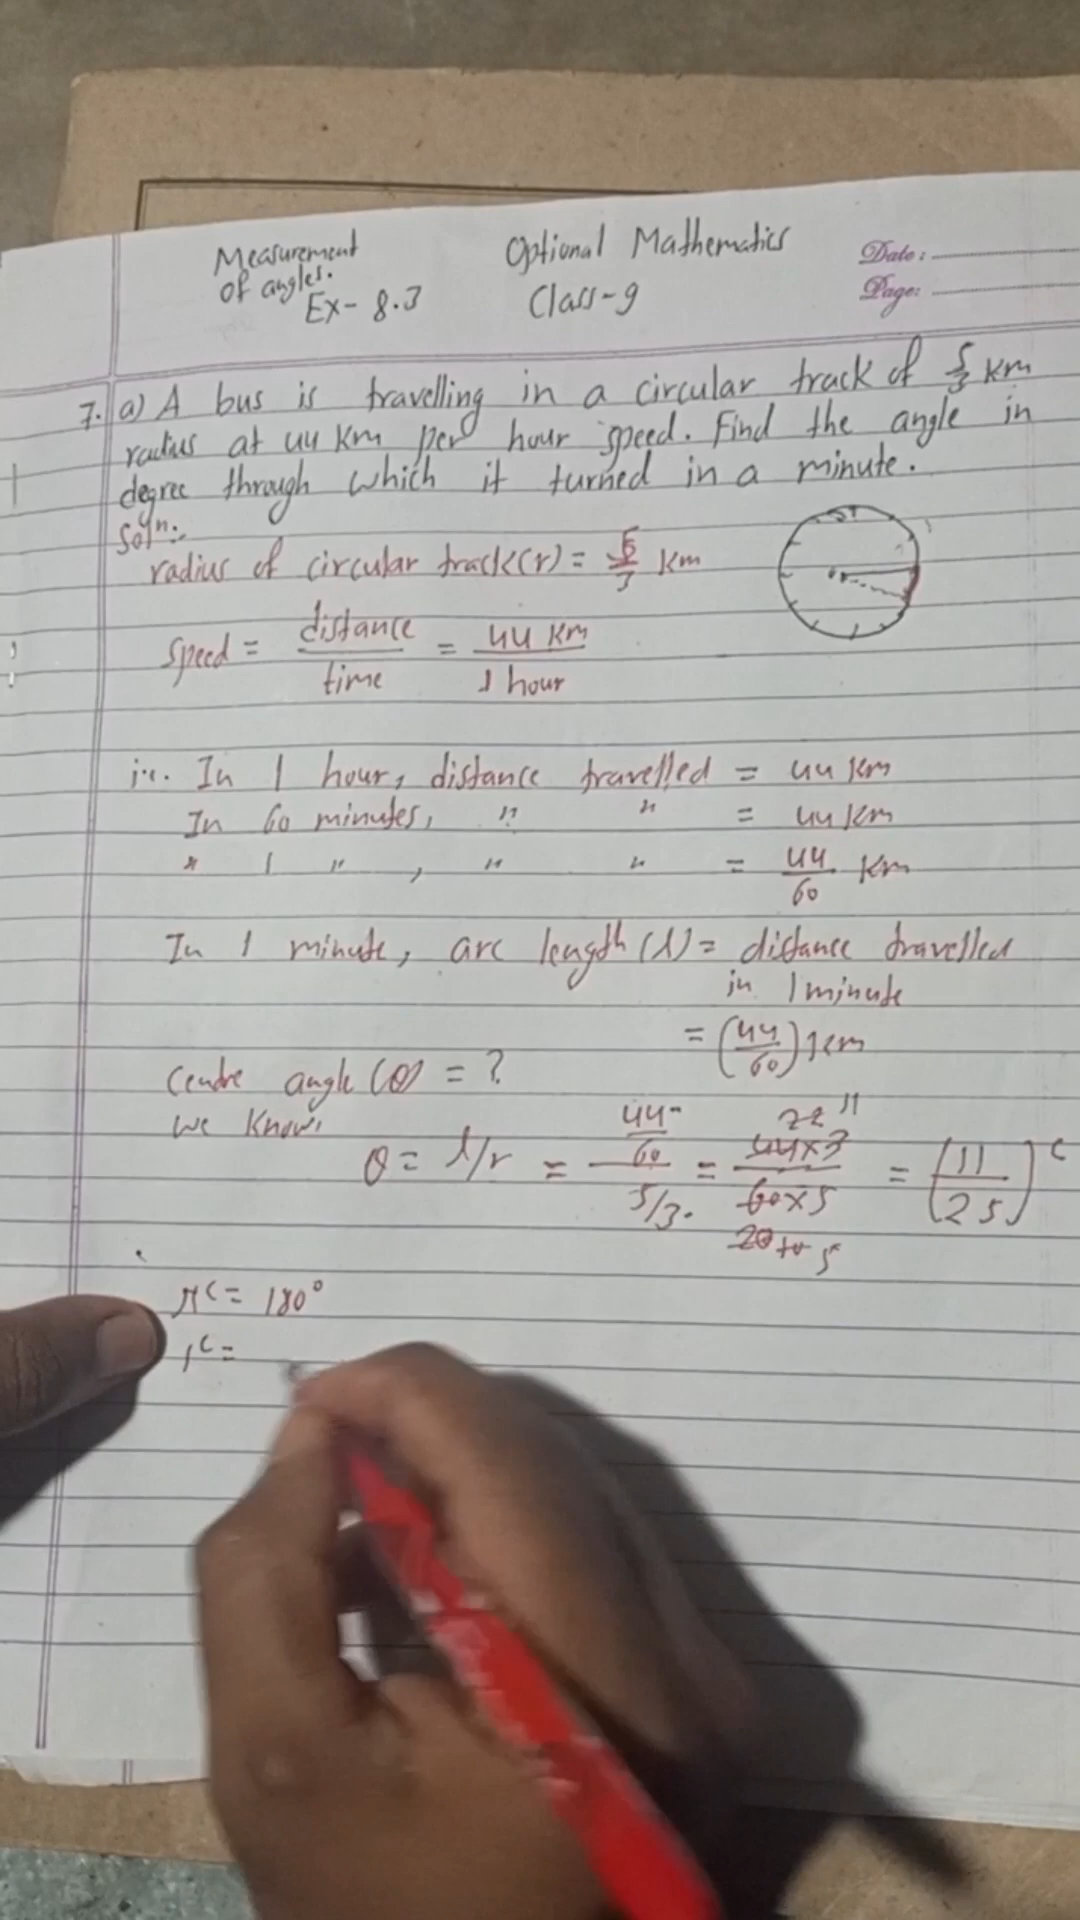 Measurement
of angles.
Ex- 8.3
Optional Mathematics
Class-9
Date:
Page:
7. a) A bus is travelling in a circular track of 5/3 km
radius at 44 km per hour speed. Find the angle in
degree through which it turned in a minute.
Solⁿ:
radius of circular track(r) = 5/3 km
Speed = distance/time = 44 km/1 hour
i.e. In 1 hour, distance travelled = 44 km
In 60 minutes, " " = 44 km
" 1 " , " " = 44/60 km
In 1 minute, arc length (l) = distance travelled
in 1 minute
= (44/60) km
Centre angle (θ) = ?
We know,
θ = l/r = 44/60 / 5/3 = 44×3/60×5 = (11/25)ᶜ
22 11
20 5
πᶜ = 180°
1ᶜ =